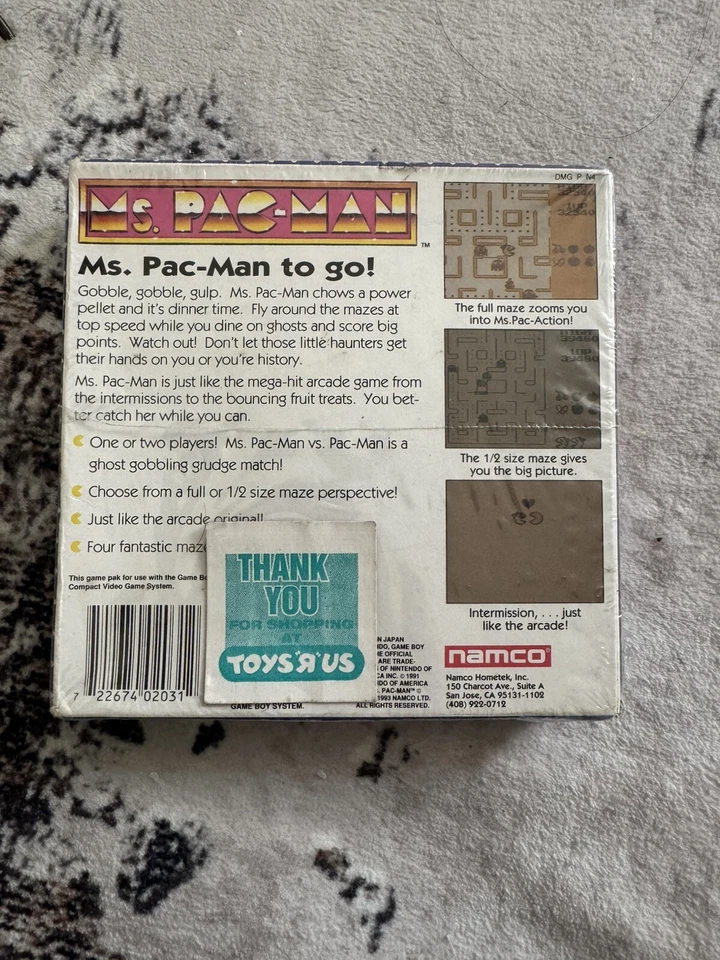 DMG P N4
Ms. PAC-MAN
TM
Ms. Pac-Man to go!
Gobble, gobble, gulp. Ms. Pac-Man chows a power
pellet and it's dinner time. Fly around the mazes at
top speed while you dine on ghosts and score big
points. Watch out! Don't let those little haunters get
their hands on you or you're history.
Ms. Pac-Man is just like the mega-hit arcade game from
the intermissions to the bouncing fruit treats. You bet-
ter catch her while you can.
One or two players! Ms. Pac-Man vs. Pac-Man is a
ghost gobbling grudge match!
Choose from a full or 1/2 size maze perspective!
Just like the arcade original!
Four fantastic maze
This game pak for use with the Game Bo
Compact Video Game System.
7 22674 02031
THANK
YOU
FOR SHOPPING
AT
TOYS "R" US
GAME BOY SYSTEM.
N JAPAN
DO, GAME BOY
E OFFICIAL
ARE TRADE-
OF NINTENDO OF
CA INC. © 1991
DO OF AMERICA
. PAC-MAN™ ©
1993 NAMCO LTD.
ALL RIGHTS RESERVED.
The full maze zooms you
into Ms.Pac-Action!
The 1/2 size maze gives
you the big picture.
Intermission, . . . just
like the arcade!
namco®
Namco Hometek, Inc.
150 Charcot Ave., Suite A
San Jose, CA 95131-1102
(408) 922-0712